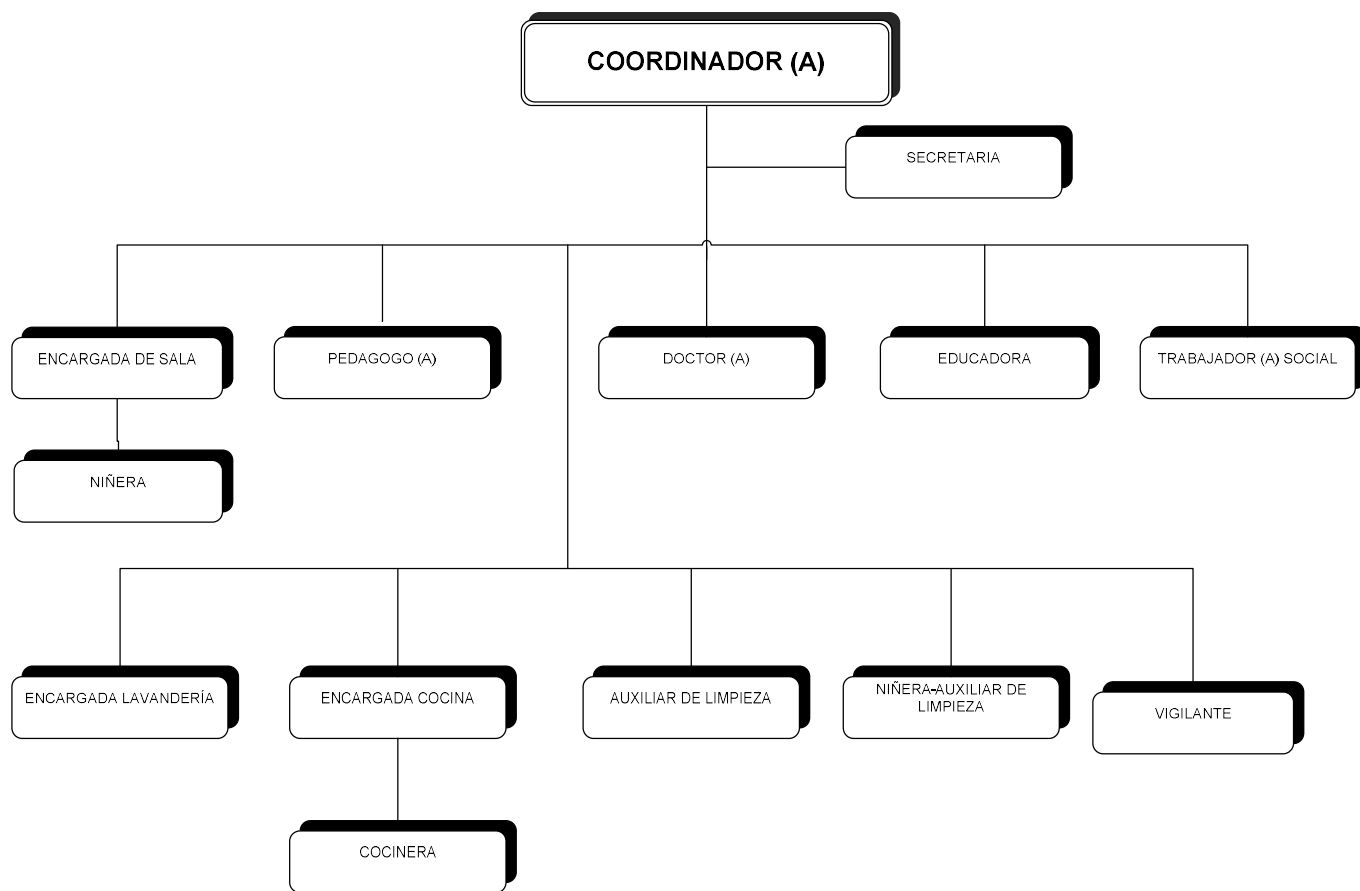 COORDINADOR (A)
SECRETARIA
ENCARGADA DE SALA
PEDAGOGO (A)
DOCTOR (A)
EDUCADORA
TRABAJADOR (A) SOCIAL
NIÑERA
ENCARGADA LAVANDERÍA
ENCARGADA COCINA
AUXILIAR DE LIMPIEZA
NIÑERA-AUXILIAR DE
LIMPIEZA
VIGILANTE
COCINERA